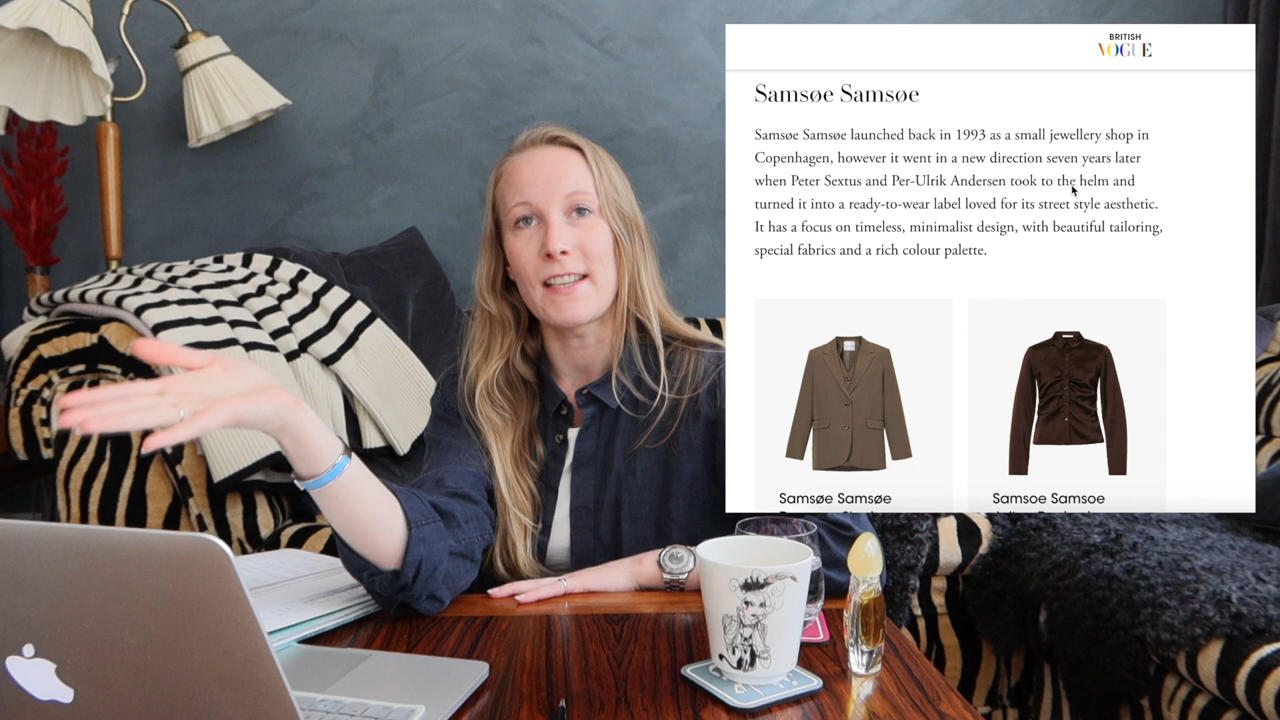 BRITISH
VOGUE
Samsøe Samsøe
Samsøe Samsøe launched back in 1993 as a small jewellery shop in
Copenhagen, however it went in a new direction seven years later
when Peter Sextus and Per-Ulrik Andersen took to the helm and
turned it into a ready-to-wear label loved for its street style aesthetic.
It has a focus on timeless, minimalist design, with beautiful tailoring,
special fabrics and a rich colour palette.
Samsøe Samsøe
Samsoe Samsoe